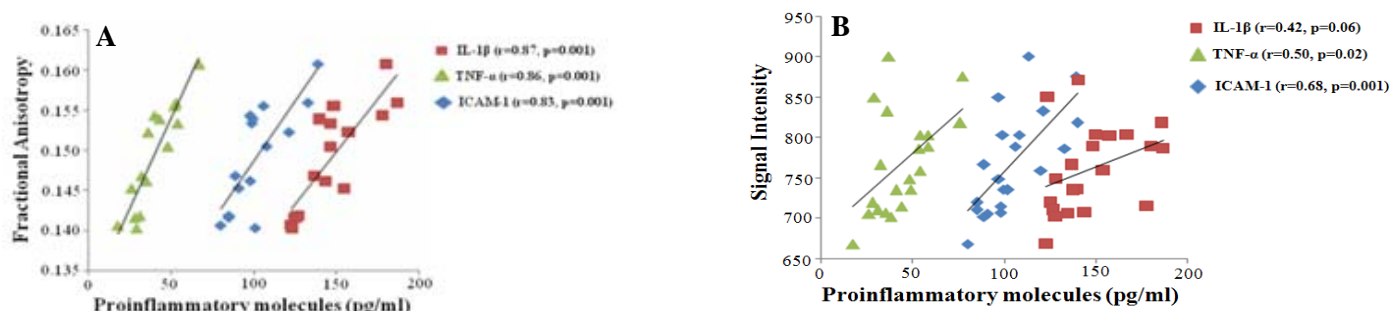 A
Fractional Anisotropy
0.165
0.160
0.155
0.150
0.145
0.140
0.135
0
50
100
150
200
Proinflammatory molecules (pg/ml)
IL-1β (r=0.87, p=0.001)
TNF-α (r=0.86, p=0.001)
ICAM-1 (r=0.83, p=0.001)
B
Signal Intensity
950
900
850
800
750
700
650
0
50
100
150
200
Proinflammatory molecules (pg/ml)
IL-1β (r=0.42, p=0.06)
TNF-α (r=0.50, p=0.02)
ICAM-1 (r=0.68, p=0.001)